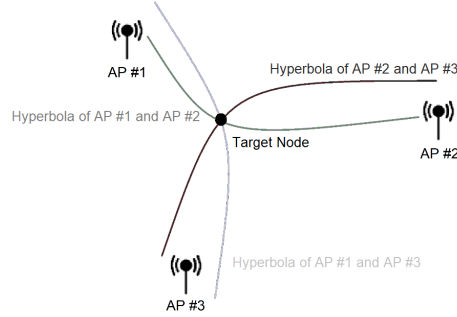 AP #1
Hyperbola of AP #2 and AP #3
Hyperbola of AP #1 and AP #2
Target Node
AP #2
Hyperbola of AP #1 and AP #3
AP #3